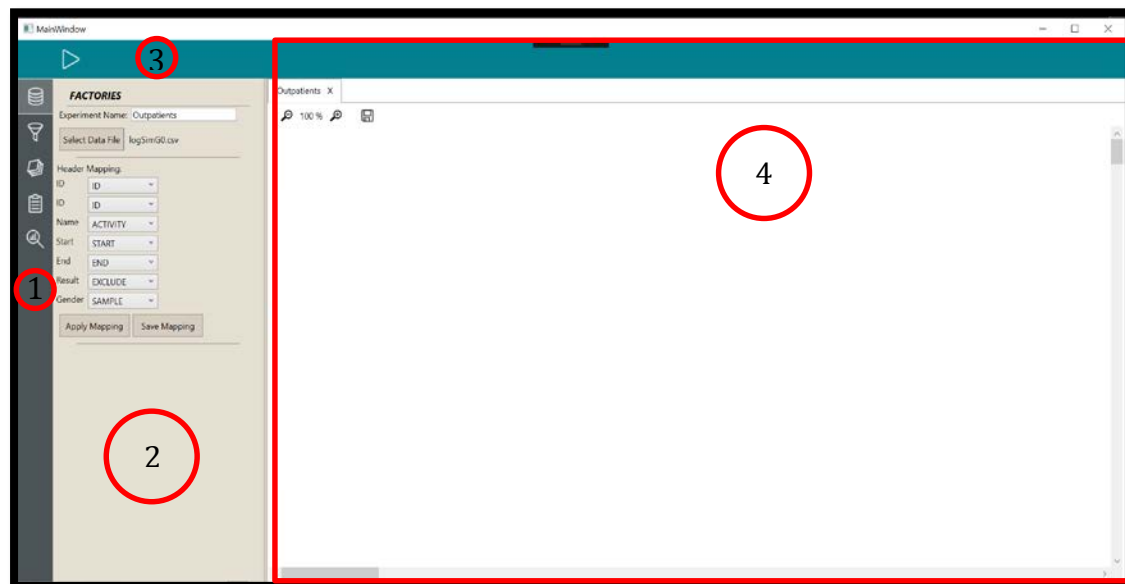 MainWindow
3
FACTORIES
Outpatients X
Experiment Name: Outpatients
100 %
Select Data File logSimG0.csv
4
Header Mapping:
ID ID
ID ID
Name ACTIVITY
Start START
End END
Result EXCLUDE
1
Gender SAMPLE
Apply Mapping Save Mapping
2